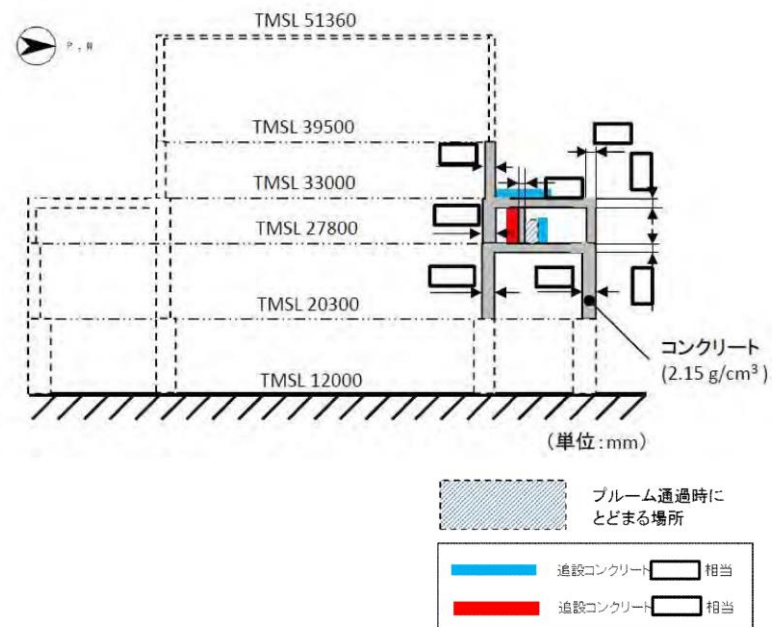 TMSL 51360
P.N
TMSL 39500
TMSL 33000
TMSL 27800
TMSL 20300
コンクリート
(2.15 g/cm³)
TMSL 12000
(単位:mm)
プルーム通過時に
とどまる場所
追設コンクリート 相当
追設コンクリート 相当